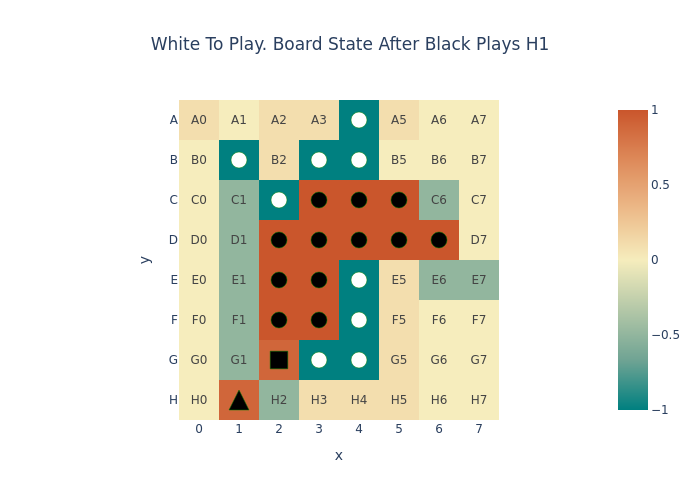 White To Play. Board State After Black Plays H1
A A0 A1 A2 A3 A5 A6 A7
B B0 B2 B5 B6 B7
C C0 C1 C6 C7
D D0 D1 D7
E E0 E1 E5 E6 E7
F F0 F1 F5 F6 F7
G G0 G1 G5 G6 G7
H H0 H2 H3 H4 H5 H6 H7
0 1 2 3 4 5 6 7
x
y
1
0.5
0
−0.5
−1